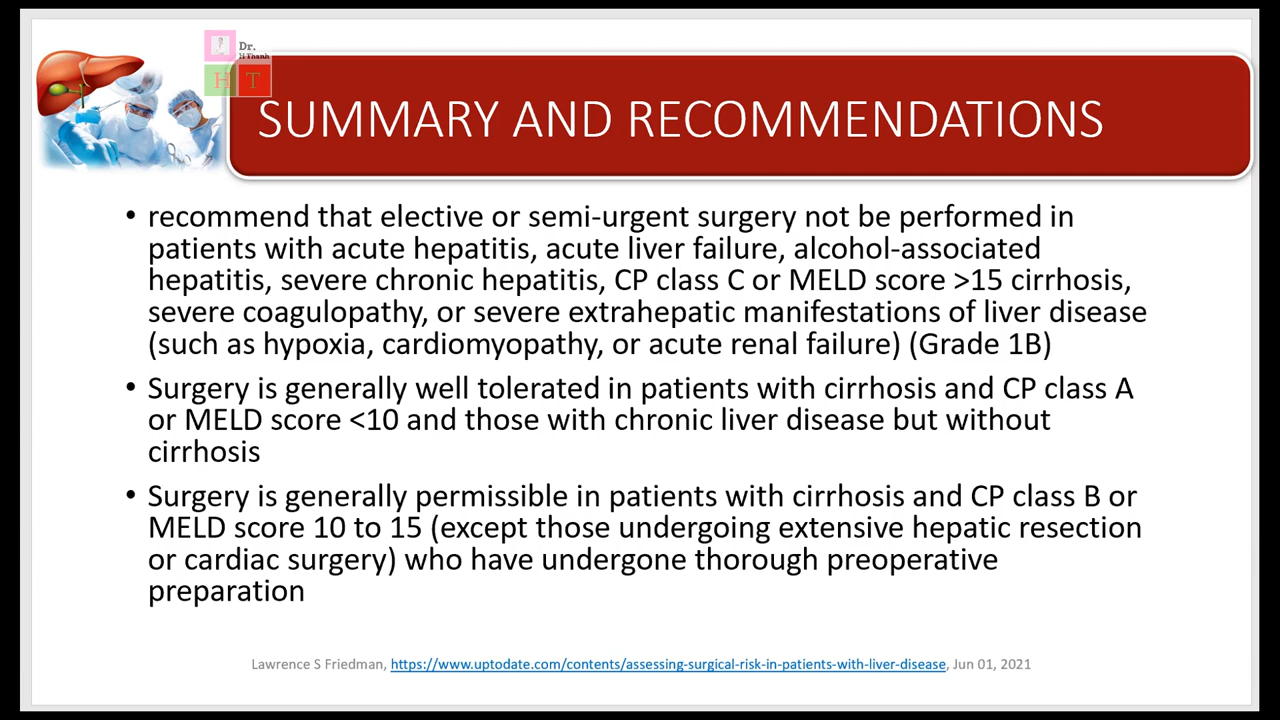 Dr.
H Thanh
H T
SUMMARY AND RECOMMENDATIONS
• recommend that elective or semi-urgent surgery not be performed in
patients with acute hepatitis, acute liver failure, alcohol-associated
hepatitis, severe chronic hepatitis, CP class C or MELD score >15 cirrhosis,
severe coagulopathy, or severe extrahepatic manifestations of liver disease
(such as hypoxia, cardiomyopathy, or acute renal failure) (Grade 1B)
• Surgery is generally well tolerated in patients with cirrhosis and CP class A
or MELD score <10 and those with chronic liver disease but without
cirrhosis
• Surgery is generally permissible in patients with cirrhosis and CP class B or
MELD score 10 to 15 (except those undergoing extensive hepatic resection
or cardiac surgery) who have undergone thorough preoperative
preparation
Lawrence S Friedman, https://www.uptodate.com/contents/assessing-surgical-risk-in-patients-with-liver-disease, Jun 01, 2021